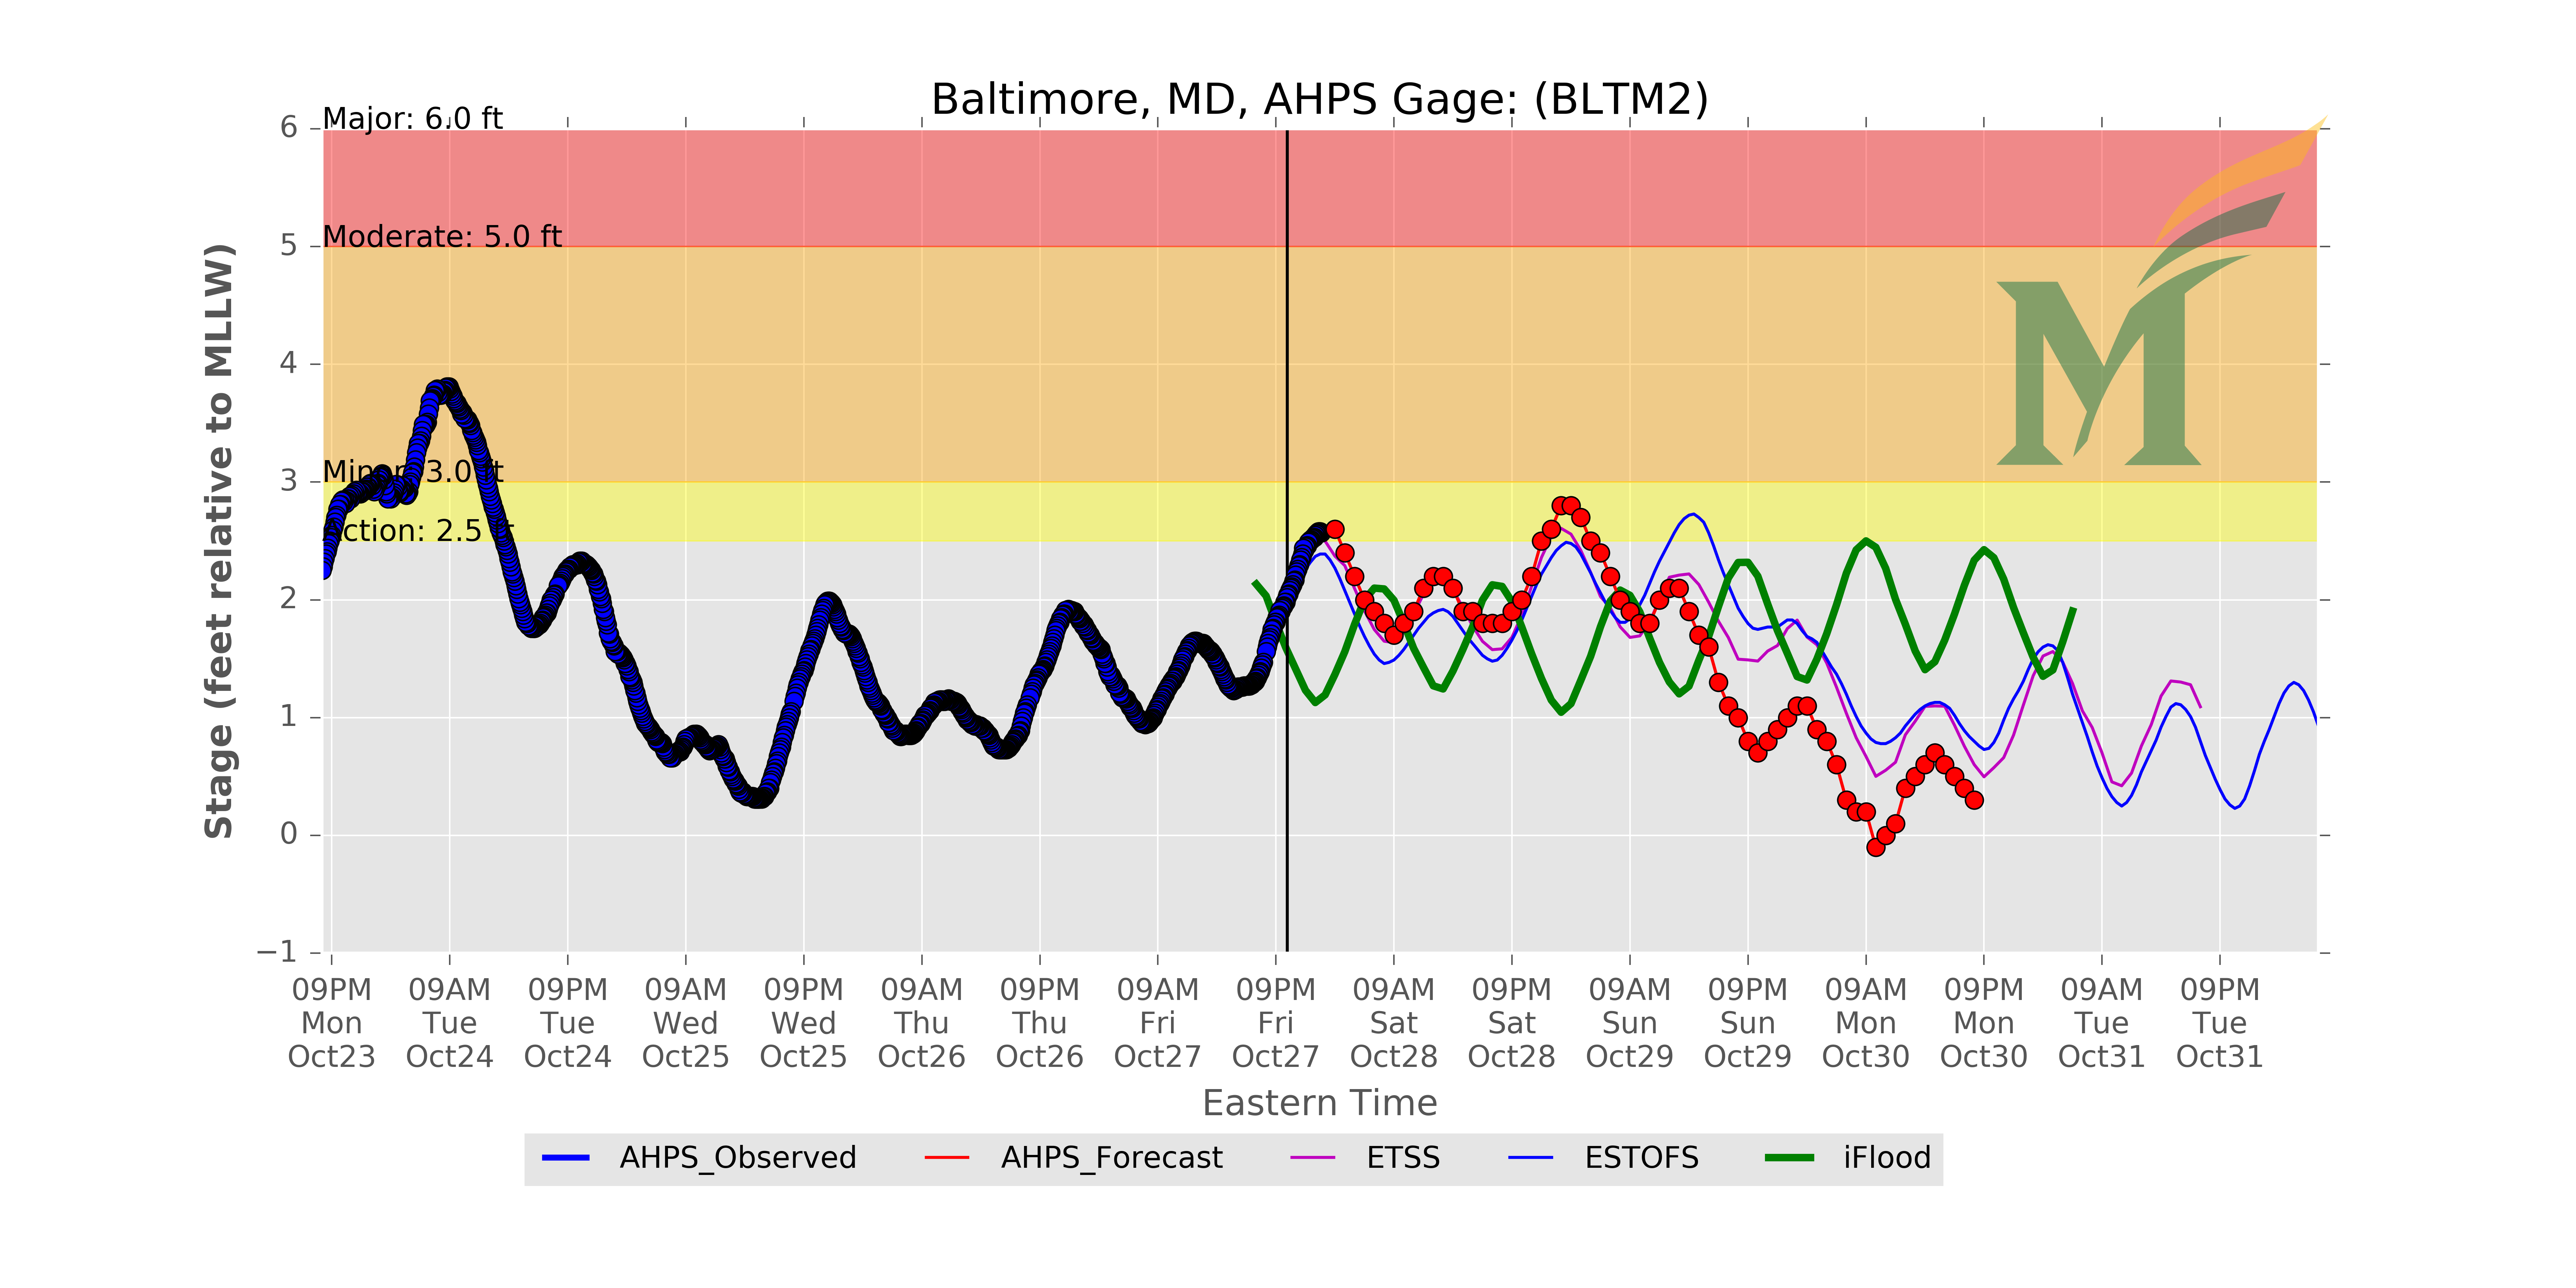 Baltimore, MD, AHPS Gage: (BLTM2)
Major: 6.0 ft
Moderate: 5.0 ft
Minor: 3.0 ft
Action: 2.5 ft
6
5
4
3
2
1
0
−1
Stage (feet relative to MLLW)
09PM 09AM 09PM 09AM 09PM 09AM 09PM 09AM 09PM 09AM 09PM 09AM 09PM 09AM 09PM 09AM 09PM
Mon Tue Tue Wed Wed Thu Thu Fri Fri Sat Sat Sun Sun Mon Mon Tue Tue
Oct23 Oct24 Oct24 Oct25 Oct25 Oct26 Oct26 Oct27 Oct27 Oct28 Oct28 Oct29 Oct29 Oct30 Oct30 Oct31 Oct31
Eastern Time
AHPS_Observed AHPS_Forecast ETSS ESTOFS iFlood
M